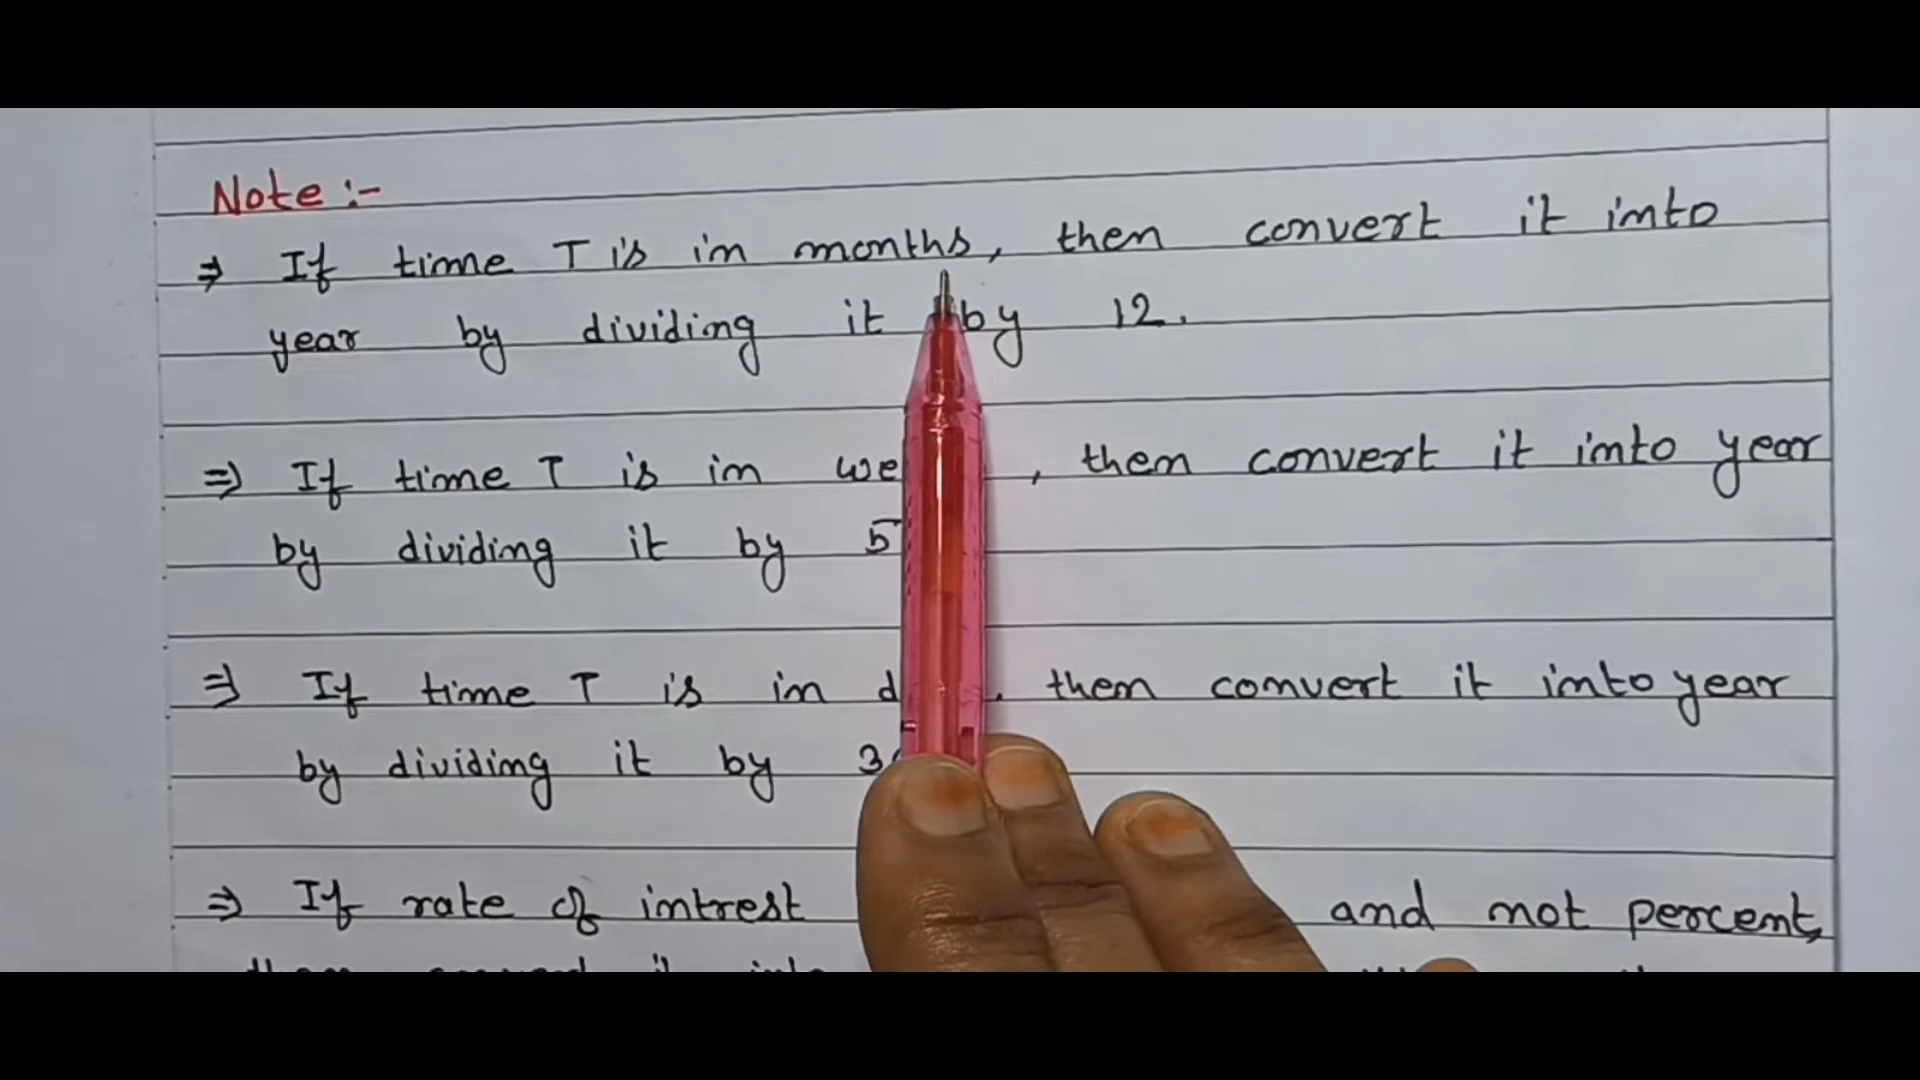 Note :-
⇒ If time T is in months, then convert it into
year by dividing it by 12.
⇒ If time T is in , then convert it into year
by dividing it by
⇒ If time T is in , then convert it into year
by dividing it by
⇒ If rate of intrest and not percent,